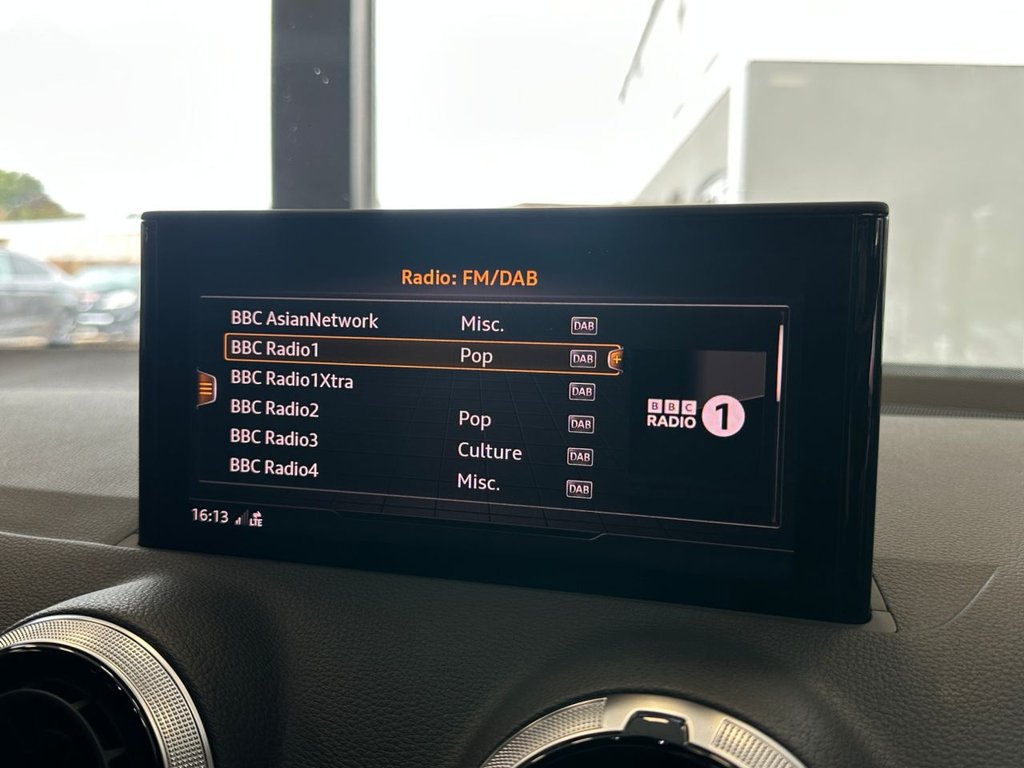 Radio: FM/DAB
BBC AsianNetwork Misc. DAB
BBC Radio1 Pop DAB
BBC Radio1Xtra DAB
BBC Radio2 Pop DAB
BBC Radio3 Culture DAB
BBC Radio4 Misc. DAB
BBC
RADIO 1
16:13 LTE